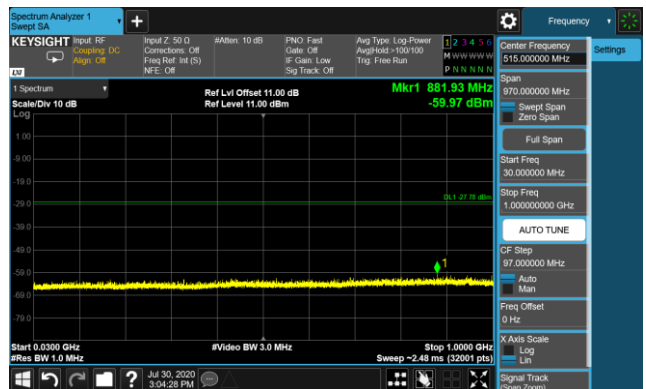 Spectrum Analyzer 1
Swept SA
Frequency
KEYSIGHT
Input: RF
Coupling: DC
Align: Off
Input Z: 50 Ω
Corrections: Off
Freq Ref: Int (S)
NFE: Off
#Atten: 10 dB
PNO: Fast
Gate: Off
IF Gain: Low
Sig Track: Off
Avg Type: Log-Power
Avg|Hold:>100/100
Trig: Free Run
1 2 3 4 5 6
M W W W W W
P N N N N N
LXI
Center Frequency
515.000000 MHz
Settings
1 Spectrum
Scale/Div 10 dB
Log
Ref Lvl Offset 11.00 dB
Ref Level 11.00 dBm
Mkr1 881.93 MHz
-59.97 dBm
Span
970.000000 MHz
Swept Span
Zero Span
Full Span
Start Freq
30.000000 MHz
Stop Freq
1.000000000 GHz
AUTO TUNE
CF Step
97.000000 MHz
Auto
Man
Freq Offset
0 Hz
X Axis Scale
Log
Lin
Signal Track
(Span Zoom)
1.00
-9.00
-19.0
DL1 -27.78 dBm
-29.0
-39.0
-49.0
1
-59.0
-69.0
-79.0
Start 0.0300 GHz
#Res BW 1.0 MHz
#Video BW 3.0 MHz
Stop 1.0000 GHz
Sweep ~2.48 ms (32001 pts)
?
Jul 30, 2020
3:04:28 PM